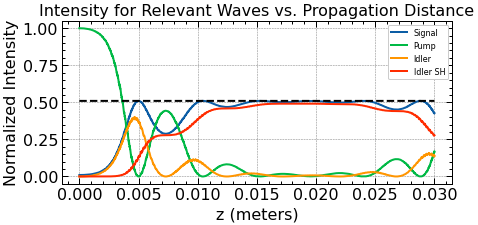 Intensity for Relevant Waves vs. Propagation Distance
Normalized Intensity
1.00
0.75
0.50
0.25
0.00
Signal
Pump
Idler
Idler SH
0.000 0.005 0.010 0.015 0.020 0.025 0.030
z (meters)